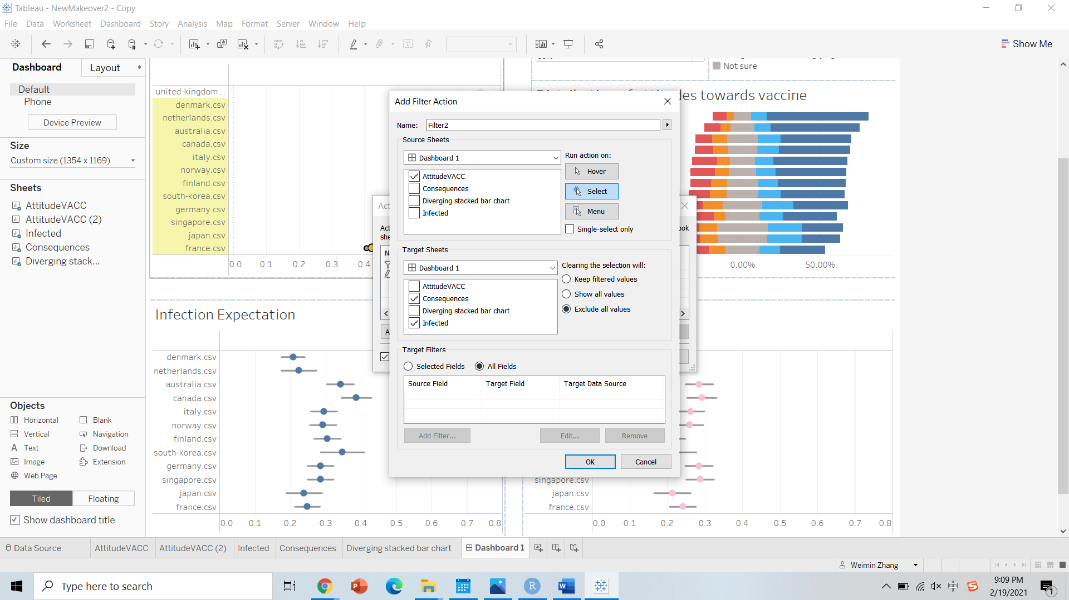 Tableau - NewMakeover2 - Copy
File Data Worksheet Dashboard Story Analysis Map Format Server Window Help
Show Me
Dashboard Layout
Default
Phone
Device Preview
Size
Custom size (1354 x 1169)
Sheets
AttitudeVACC
AttitudeVACC (2)
Infected
Consequences
Diverging stack...
Objects
Horizontal Blank
Vertical Navigation
Text Download
Image Extension
Web Page
Tiled Floating
Show dashboard title
united-kingdom...
denmark.csv
netherlands.csv
australia.csv
canada.csv
italy.csv
norway.csv
finland.csv
south-korea.csv
germany.csv
singapore.csv
japan.csv
france.csv
0.0 0.1 0.2 0.3 0.4
Not sure
towards vaccine
0.00% 50.00%
Infection Expectation
denmark.csv
netherlands.csv
australia.csv
canada.csv
italy.csv
norway.csv
finland.csv
south-korea.csv
germany.csv
singapore.csv
japan.csv
france.csv
0.0 0.1 0.2 0.3 0.4 0.5 0.6 0.7 0.8
singapore.csv
japan.csv
france.csv
0.0 0.1 0.2 0.3 0.4 0.5 0.6 0.7 0.8
Add Filter Action
Name: Filter2
Source Sheets
Dashboard 1
AttitudeVACC
Consequences
Diverging stacked bar chart
Infected
Run action on:
Hover
Select
Menu
Single-select only
Target Sheets
Dashboard 1
AttitudeVACC
Consequences
Diverging stacked bar chart
Infected
Clearing the selection will:
Keep filtered values
Show all values
Exclude all values
Target Filters
Selected Fields All Fields
Source Field Target Field Target Data Source
Add Filter... Edit... Remove
OK Cancel
Data Source AttitudeVACC AttitudeVACC (2) Infected Consequences Diverging stacked bar chart Dashboard 1
Weimin Zhang
Type here to search
9:09 PM
2/19/2021